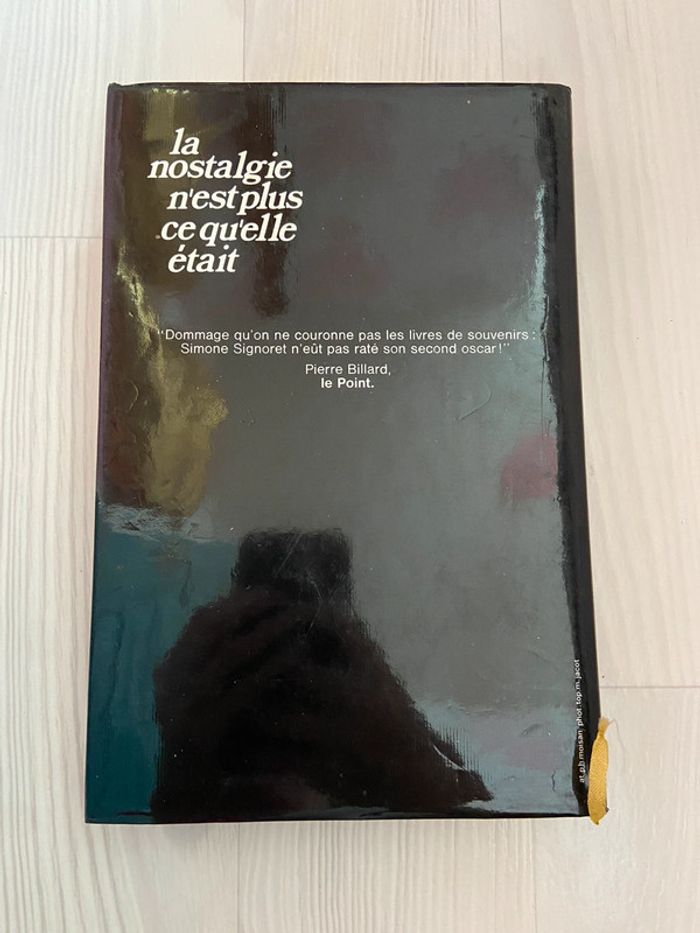 la
nostalgie
n'est plus
ce qu'elle
était
"Dommage qu'on ne couronne pas les livres de souvenirs :
Simone Signoret n'eût pas raté son second oscar !"
Pierre Billard,
le Point.
at. p.h. moisan phot. top. m. jacot